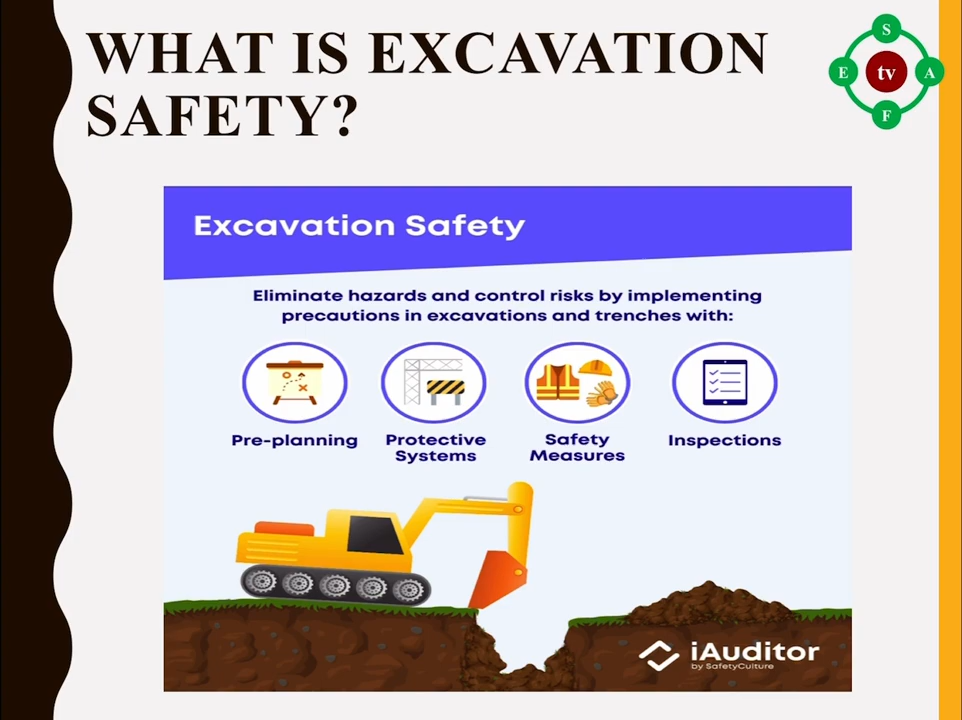 WHAT IS EXCAVATION
SAFETY?
S
E tv A
F
Excavation Safety
Eliminate hazards and control risks by implementing
precautions in excavations and trenches with:
Pre-planning
Protective
Systems
Safety
Measures
Inspections
iAuditor
by SafetyCulture